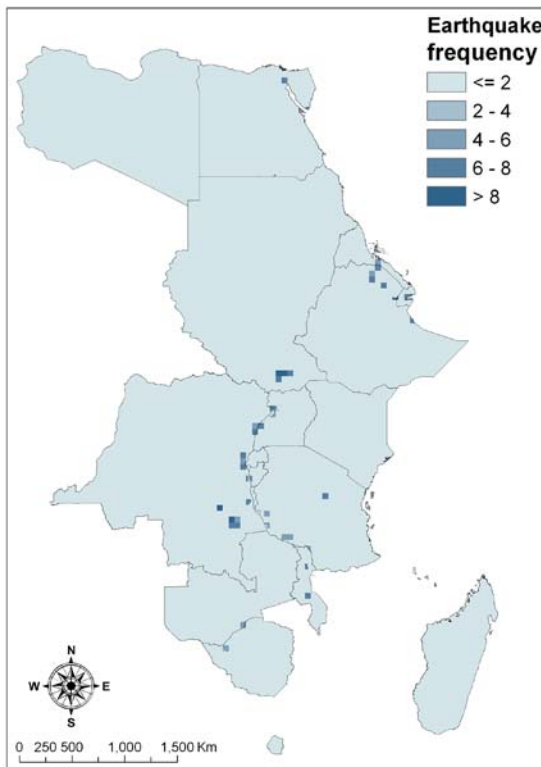 Earthquake
frequency
<= 2
2 - 4
4 - 6
6 - 8
> 8
N
W E
S
0 250 500 1,000 1,500 Km